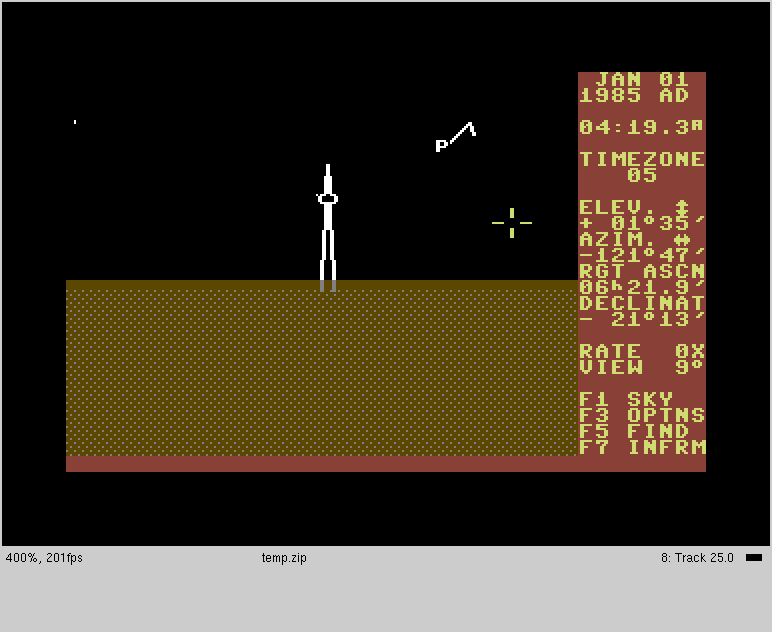 JAN 01
1985 AD
04:19.3A
TIMEZONE
05
P
ELEV. ↕
+ 01°35′
AZIM. ↔
-121°47′
RGT ASCN
06h21.9′
DECLINAT
- 21°13′
RATE 0X
VIEW 9°
F1 SKY
F3 OPTNS
F5 FIND
F7 INFRM
400%, 201fps
temp.zip
8: Track 25.0